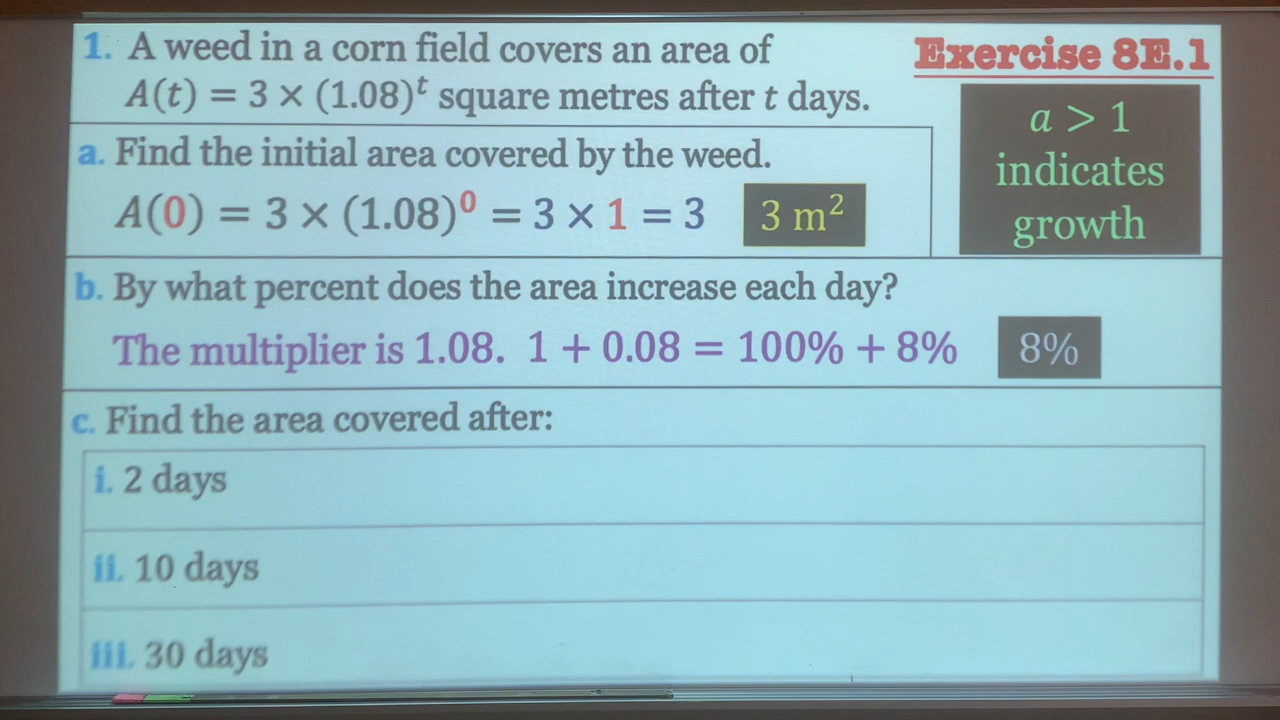 Exercise 8E.1
1. A weed in a corn field covers an area of
A(t) = 3 × (1.08)ᵗ square metres after t days.
a > 1
indicates
growth
a. Find the initial area covered by the weed.
A(0) = 3 × (1.08)⁰ = 3 × 1 = 3 3 m²
b. By what percent does the area increase each day?
The multiplier is 1.08. 1 + 0.08 = 100% + 8% 8%
c. Find the area covered after:
i. 2 days
ii. 10 days
iii. 30 days